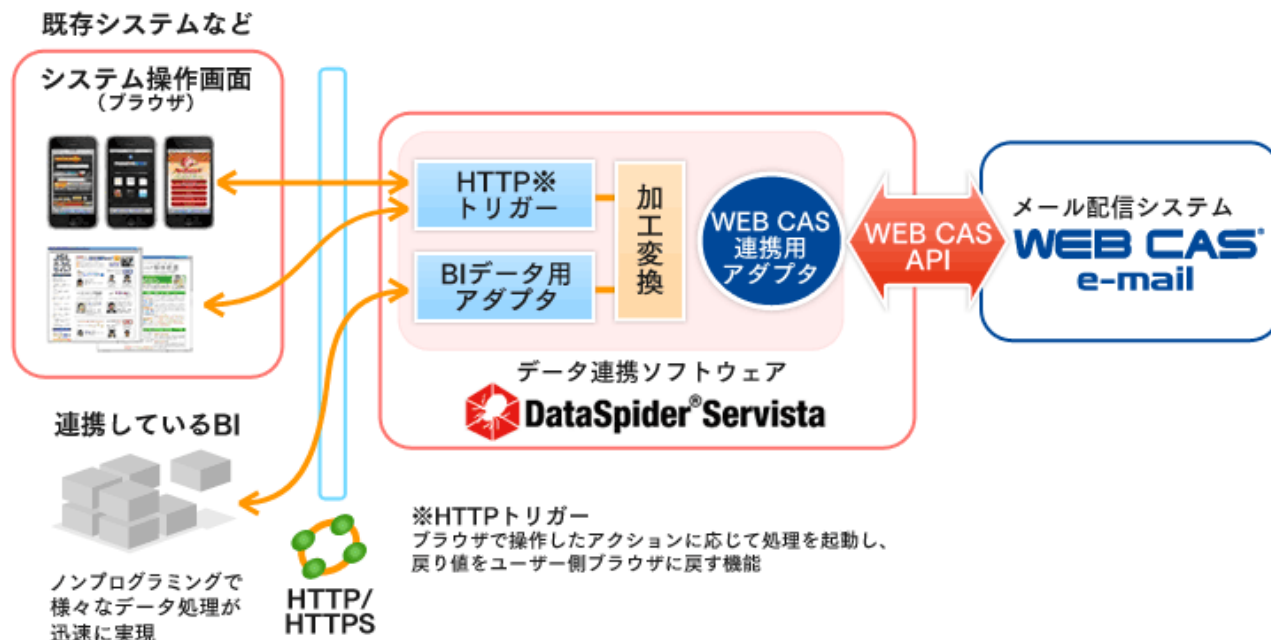 既存システムなど
システム操作画面
（ブラウザ）
HTTP※
トリガー
BIデータ用
アダプタ
加工変換
WEB CAS
連携用
アダプタ
WEB CAS
API
メール配信システム
WEB CAS®
e-mail
データ連携ソフトウェア
DataSpider®Servista
連携しているBI
ノンプログラミングで
様々なデータ処理が
迅速に実現
HTTP/
HTTPS
※HTTPトリガー
ブラウザで操作したアクションに応じて処理を起動し、
戻り値をユーザー側ブラウザに戻す機能